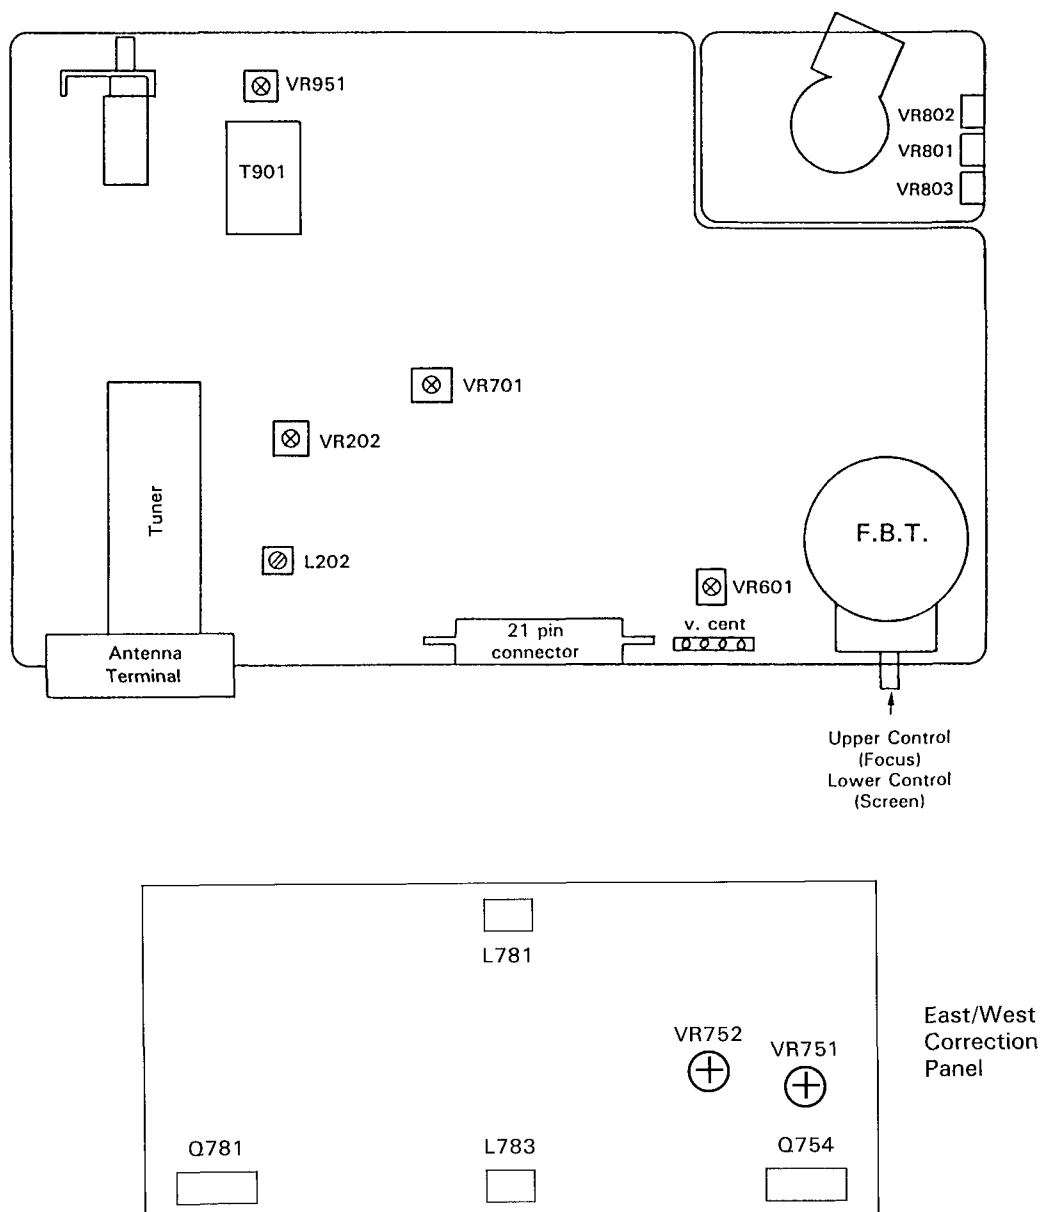 VR951
VR802
VR801
T901
VR803
VR701
VR202
Tuner
F.B.T.
L202
VR601
v. cent
21 pin
connector
Antenna
Terminal
Upper Control
(Focus)
Lower Control
(Screen)
L781
East/West
Correction
Panel
VR752
VR751
Q781
L783
Q754